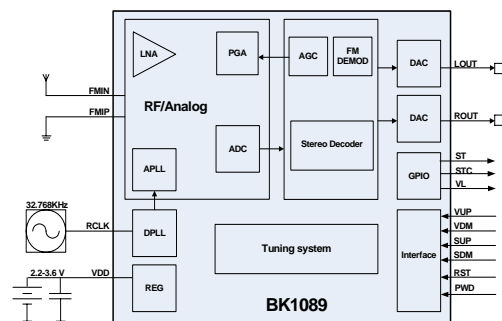 LNA
PGA
AGC
FM
DEMOD
DAC
LOUT
FMIN
FMIP
RF/Analog
DAC
ROUT
ADC
Stereo Decoder
APLL
GPIO
ST
STC
VL
32.768KHz
RCLK
DPLL
Tuning system
Interface
VUP
VDM
SUP
SDM
RST
PWD
2.2-3.6 V
VDD
REG
BK1089